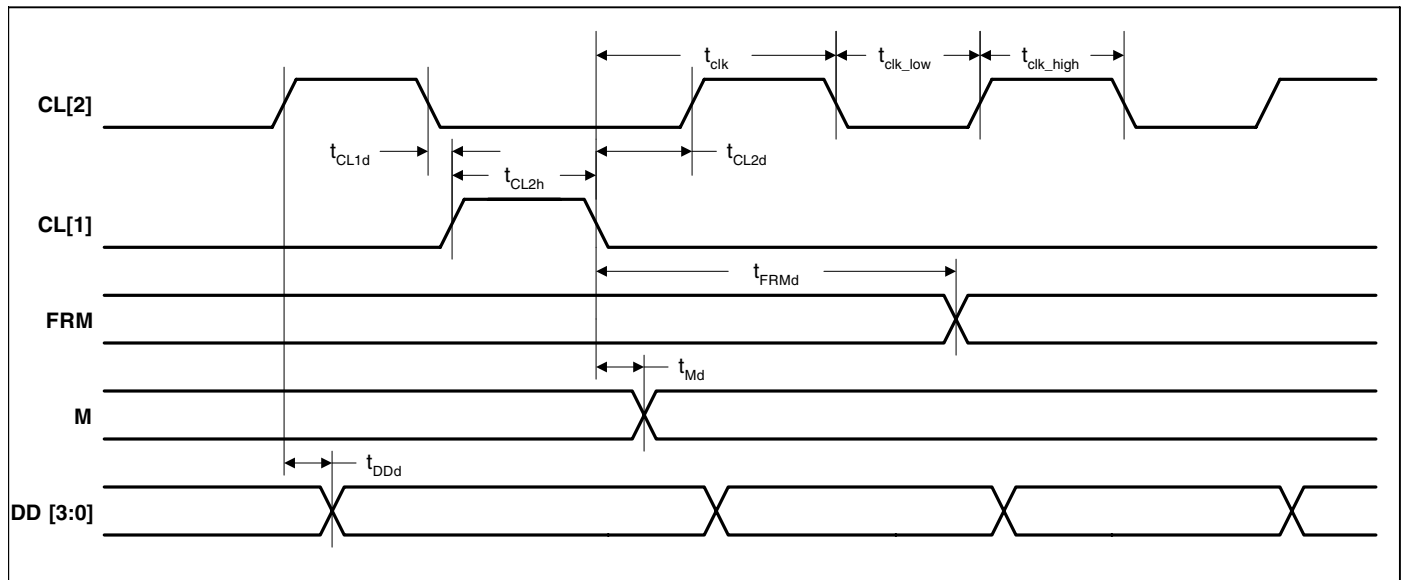 t_clk t_clk_low t_clk_high
CL[2]
t_CL1d t_CL2d
t_CL2h
CL[1]
t_FRMd
FRM
t_Md
M
t_DDd
DD [3:0]